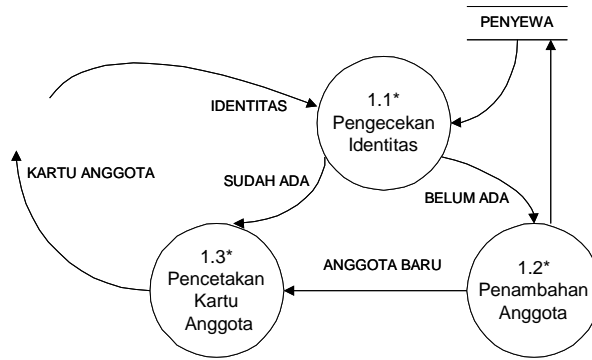 PENYEWA
IDENTITAS
1.1*
Pengecekan
Identitas
KARTU ANGGOTA
SUDAH ADA
BELUM ADA
1.3*
Pencetakan
Kartu
Anggota
ANGGOTA BARU
1.2*
Penambahan
Anggota